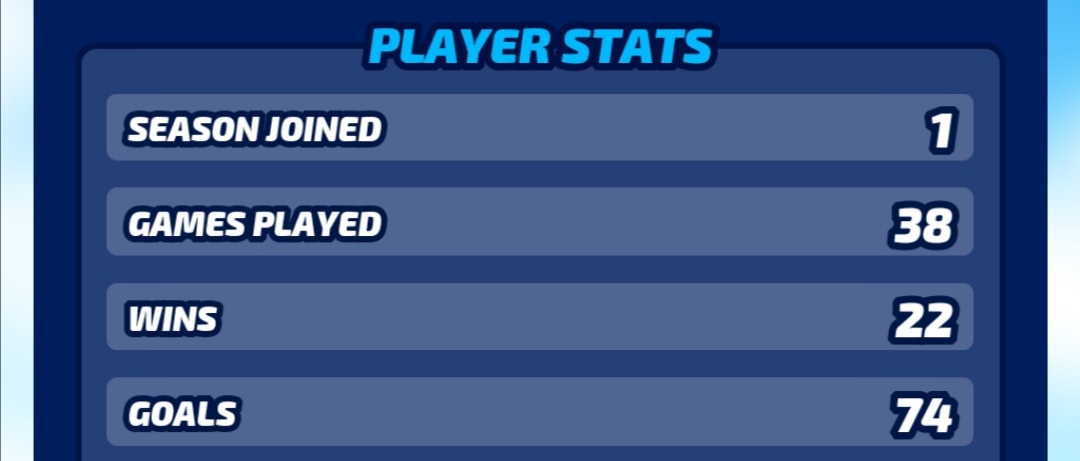 PLAYER STATS
SEASON JOINED 1
GAMES PLAYED 38
WINS 22
GOALS 74